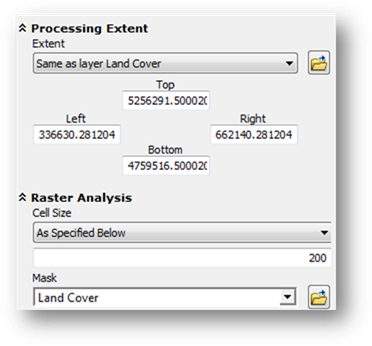 Processing Extent
Extent
Same as layer Land Cover
Top
5256291.500020
Left
Right
336630.281204
662140.281204
Bottom
4759516.500020
Raster Analysis
Cell Size
As Specified Below
200
Mask
Land Cover